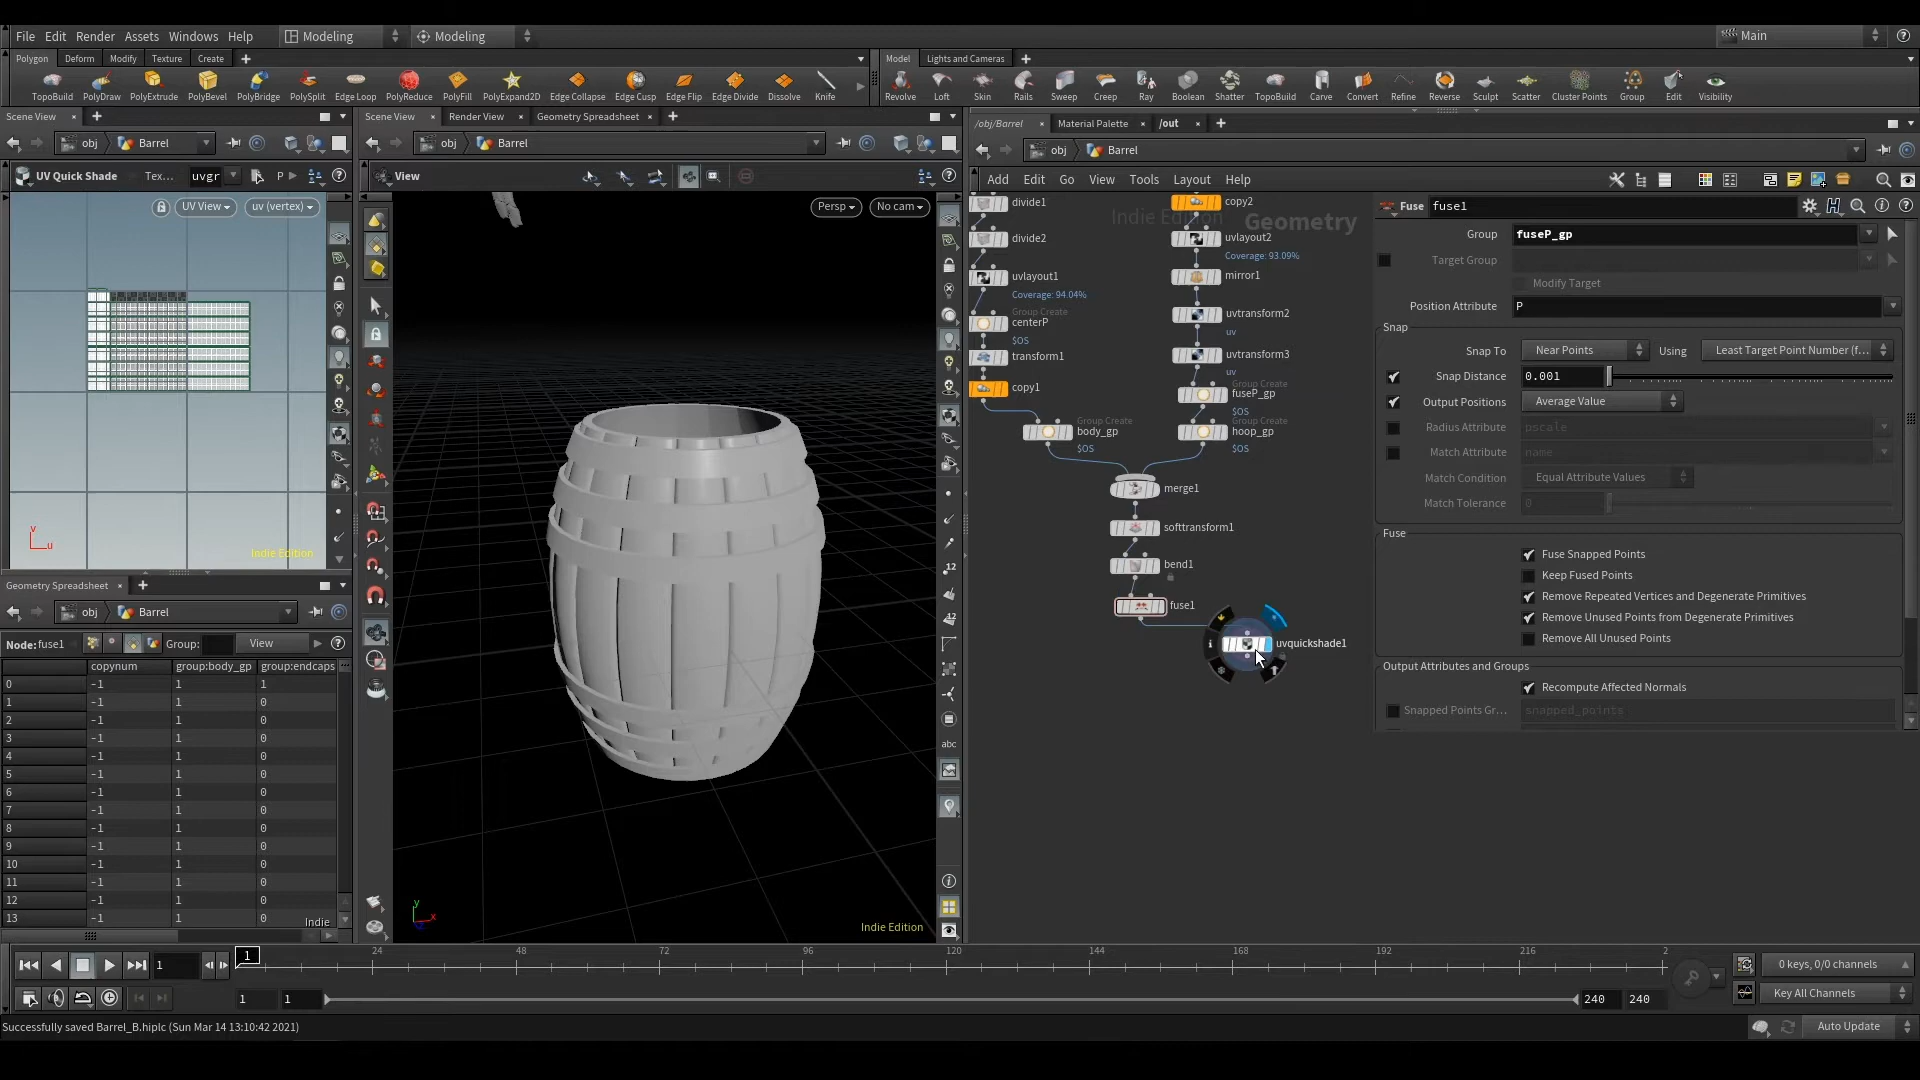 File Edit Render Assets Windows Help Modeling Modeling Main
Polygon Deform Modify Texture Create
Model Lights and Cameras
TopoBuild PolyDraw PolyExtrude PolyBevel PolyBridge PolySplit Edge Loop PolyReduce PolyFill PolyExpand2D Edge Collapse Edge Cusp Edge Flip Edge Divide Dissolve Knife
Revolve Loft Skin Rails Sweep Creep Ray Boolean Shatter TopoBuild Carve Convert Refine Reverse Sculpt Scatter Cluster Points Group Edit Visibility
Scene View
obj Barrel
UV Quick Shade Tex... uvgr P
UV View uv (vertex)
v
u
Indie Edition
Geometry Spreadsheet
obj Barrel
Node: fuse1 Group: View
copynum group:body_gp group:endcaps
0 -1 1 1
1 -1 1 0
2 -1 1 0
3 -1 1 0
4 -1 1 0
5 -1 1 0
6 -1 1 0
7 -1 1 0
8 -1 1 0
9 -1 1 0
10 -1 1 0
11 -1 1 0
12 -1 1 0
13 -1 1 0
Indie
Scene View Render View Geometry Spreadsheet
obj Barrel
View
Persp No cam
12
12
abc
y
x
Indie Edition
/obj/Barrel Material Palette /out
obj Barrel
Add Edit Go View Tools Layout Help
Indie Edition Geometry
divide1
divide2
uvlayout1
Coverage: 94.04%
Group Create
centerP
$OS
transform1
copy1
Group Create
body_gp
$OS
copy2
uvlayout2
Coverage: 93.09%
mirror1
uvtransform2
uv
uvtransform3
uv
Group Create
fuseP_gp
$OS
Group Create
hoop_gp
$OS
merge1
softtransform1
bend1
fuse1
uvquickshade1
Fuse fuse1
Group fuseP_gp
Target Group
Modify Target
Position Attribute P
Snap
Snap To Near Points Using Least Target Point Number (f...
Snap Distance 0.001
Output Positions Average Value
Radius Attribute pscale
Match Attribute name
Match Condition Equal Attribute Values
Match Tolerance 0
Fuse
Fuse Snapped Points
Keep Fused Points
Remove Repeated Vertices and Degenerate Primitives
Remove Unused Points from Degenerate Primitives
Remove All Unused Points
Output Attributes and Groups
Recompute Affected Normals
Snapped Points Gr... snapped_points
1 1 24 48 72 96 120 144 168 192 216 2
0 keys, 0/0 channels
1 1 240 240 Key All Channels
Successfully saved Barrel_B.hiplc (Sun Mar 14 13:10:42 2021) Auto Update